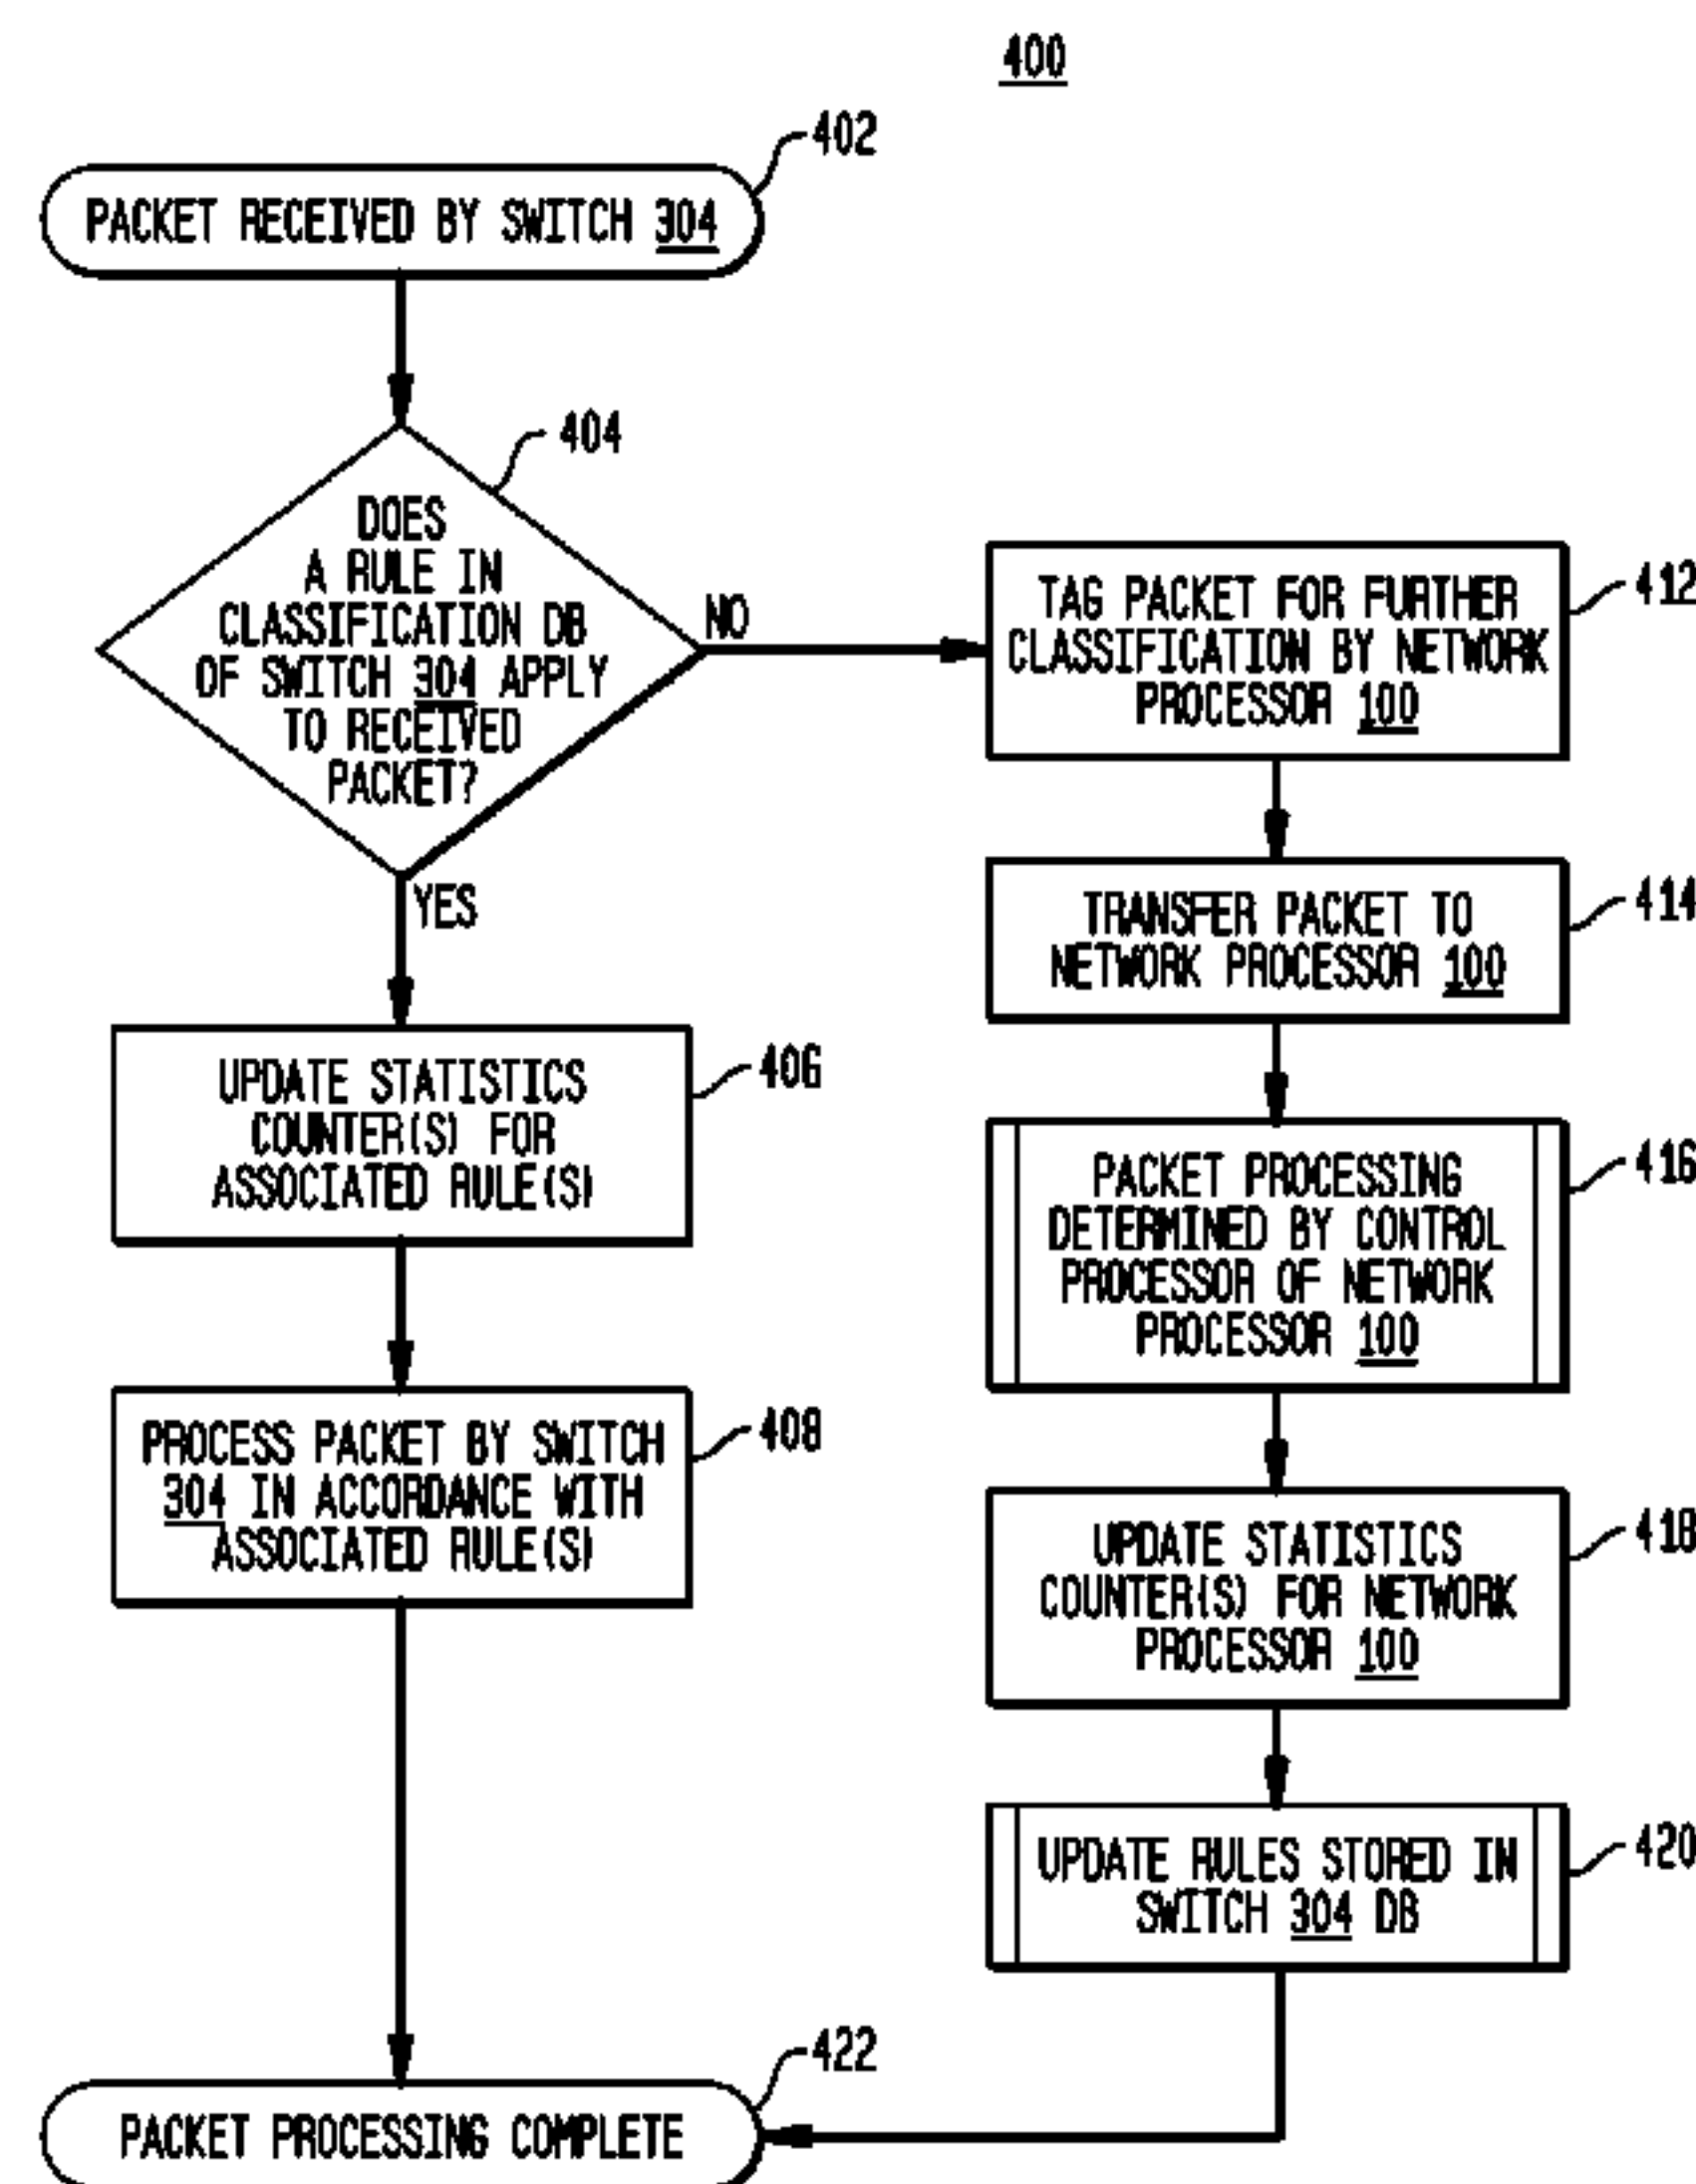 400
402
PACKET RECEIVED BY SWITCH 304
404
DOES
A RULE IN
CLASSIFICATION DB
OF SWITCH 304 APPLY
TO RECEIVED
PACKET?
NO
YES
406
UPDATE STATISTICS
COUNTER(S) FOR
ASSOCIATED RULE(S)
408
PROCESS PACKET BY SWITCH
304 IN ACCORDANCE WITH
ASSOCIATED RULE(S)
412
TAG PACKET FOR FURTHER
CLASSIFICATION BY NETWORK
PROCESSOR 100
414
TRANSFER PACKET TO
NETWORK PROCESSOR 100
416
PACKET PROCESSING
DETERMINED BY CONTROL
PROCESSOR OF NETWORK
PROCESSOR 100
418
UPDATE STATISTICS
COUNTER(S) FOR NETWORK
PROCESSOR 100
420
UPDATE RULES STORED IN
SWITCH 304 DB
422
PACKET PROCESSING COMPLETE